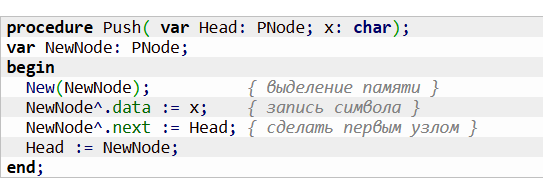 procedure Push( var Head: PNode; x: char);
var NewNode: PNode;
begin
New(NewNode); { выделение памяти }
NewNode^.data := x; { запись символа }
NewNode^.next := Head; { сделать первым узлом }
Head := NewNode;
end;